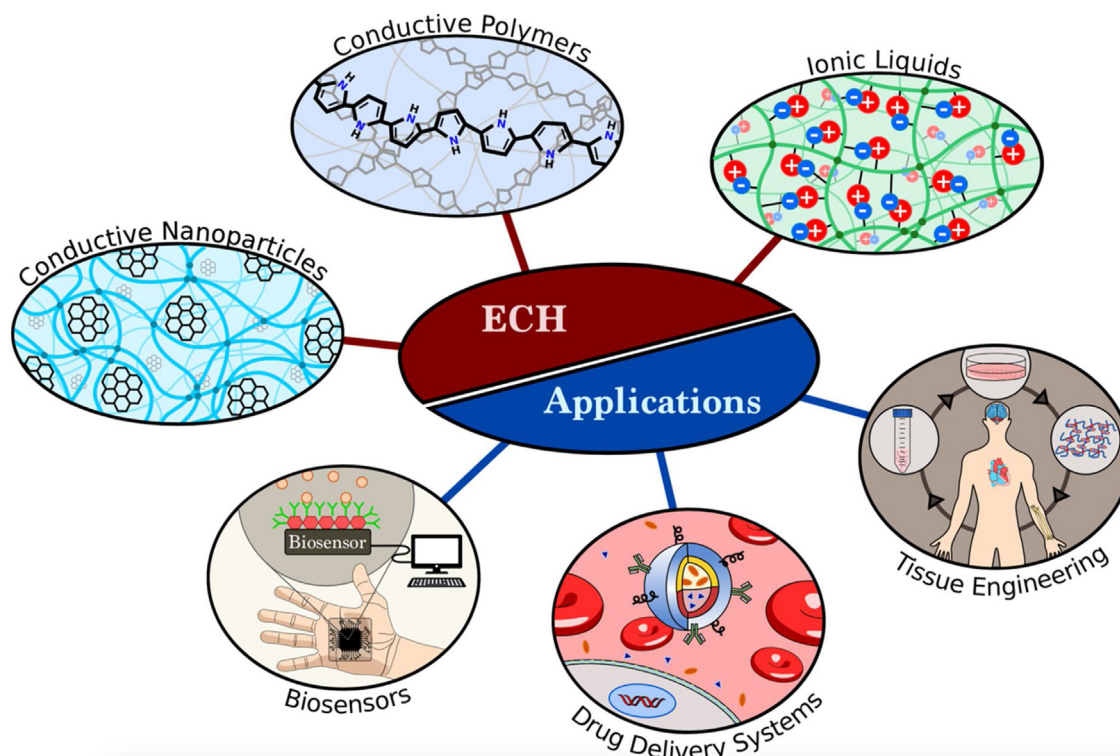 Conductive Polymers
Ionic Liquids
Conductive Nanoparticles
ECH
Applications
Biosensor
Biosensors
Drug Delivery Systems
Tissue Engineering
H
N
N
H
H
N
N
H
H
N
N
H
H
N